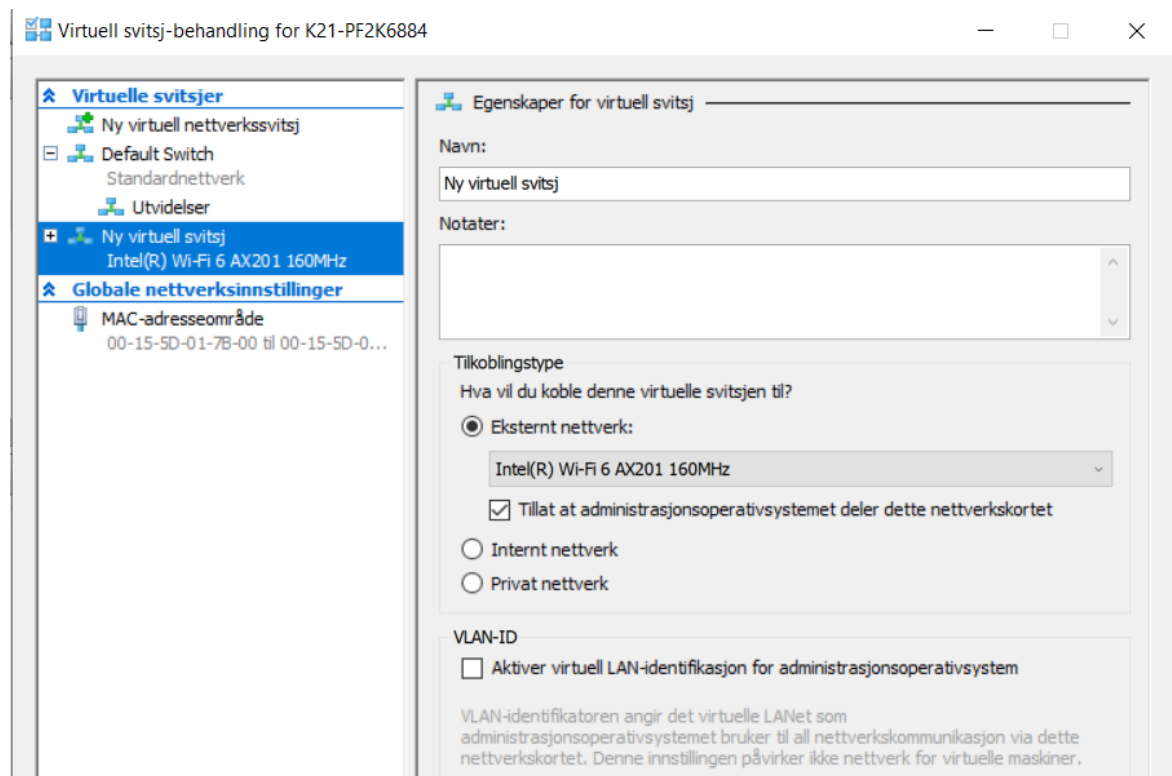 Virtuell svitsj-behandling for K21-PF2K6884
Virtuelle svitsjer
Ny virtuell nettverkssvitsj
Default Switch
Standardnettverk
Utvidelser
Ny virtuell svitsj
Intel(R) Wi-Fi 6 AX201 160MHz
Globale nettverksinnstillinger
MAC-adresseområde
00-15-5D-01-7B-00 til 00-15-5D-0...
Egenskaper for virtuell svitsj
Navn:
Ny virtuell svitsj
Notater:
Tilkoblingstype
Hva vil du koble denne virtuelle svitsjen til?
Eksternt nettverk:
Intel(R) Wi-Fi 6 AX201 160MHz
Tillat at administrasjonsoperativsystemet deler dette nettverkskortet
Internt nettverk
Privat nettverk
VLAN-ID
Aktiver virtuell LAN-identifikasjon for administrasjonsoperativsystem
VLAN-identifikatoren angir det virtuelle LANet som
administrasjonsoperativsystemet bruker til all nettverkskommunikasjon via dette
nettverkskortet. Denne innstillingen påvirker ikke nettverk for virtuelle maskiner.